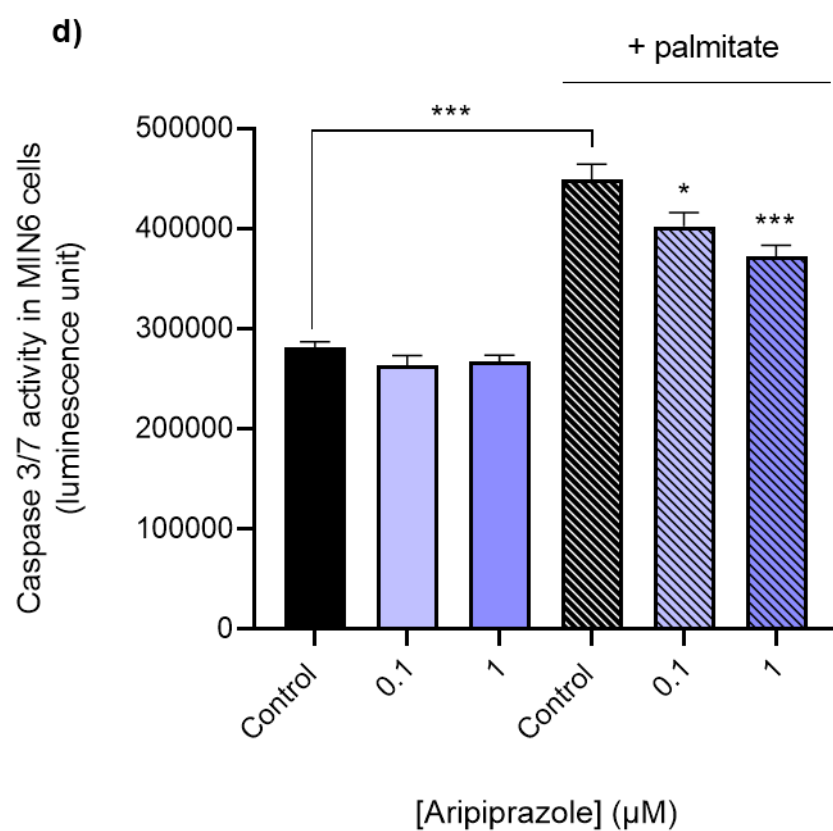 d)
+ palmitate
Caspase 3/7 activity in MIN6 cells
(luminescence unit)
500000
400000
300000
200000
100000
0
***
*
***
Control
0.1
1
Control
0.1
1
[Aripiprazole] (μM)